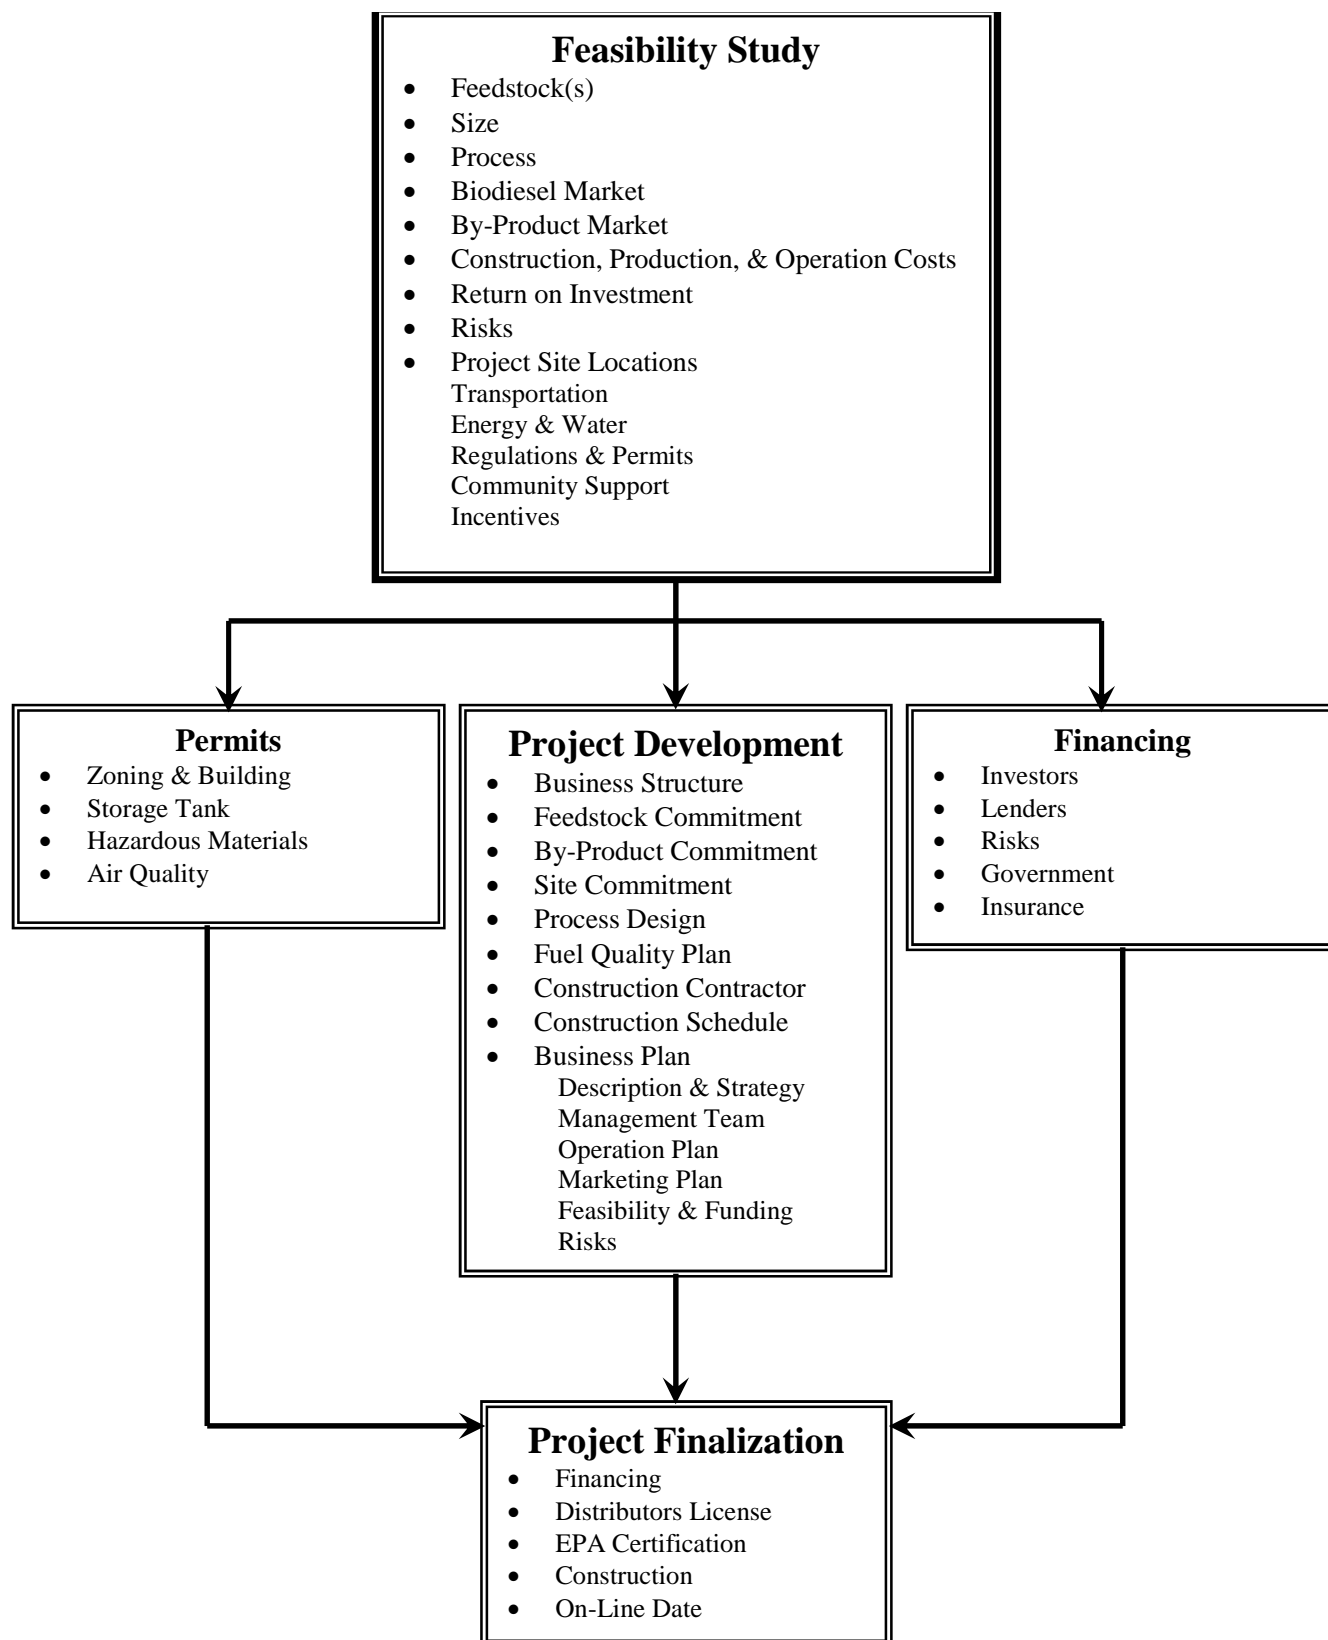 Feasibility Study
• Feedstock(s)
• Size
• Process
• Biodiesel Market
• By-Product Market
• Construction, Production, & Operation Costs
• Return on Investment
• Risks
• Project Site Locations
Transportation
Energy & Water
Regulations & Permits
Community Support
Incentives
Permits
• Zoning & Building
• Storage Tank
• Hazardous Materials
• Air Quality
Project Development
• Business Structure
• Feedstock Commitment
• By-Product Commitment
• Site Commitment
• Process Design
• Fuel Quality Plan
• Construction Contractor
• Construction Schedule
• Business Plan
Description & Strategy
Management Team
Operation Plan
Marketing Plan
Feasibility & Funding
Risks
Financing
• Investors
• Lenders
• Risks
• Government
• Insurance
Project Finalization
• Financing
• Distributors License
• EPA Certification
• Construction
• On-Line Date